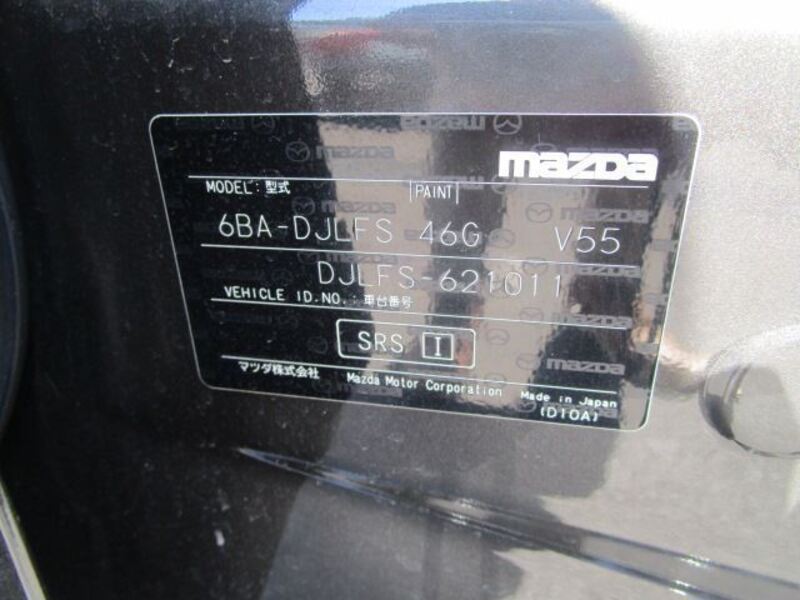 mazda
MODEL: 型式 PAINT
6BA-DJLFS 46G V55
DJLFS-621011
VEHICLE ID.NO.: 車台番号
SRS I
マツダ株式会社 Mazda Motor Corporation Made in Japan
(D10A)